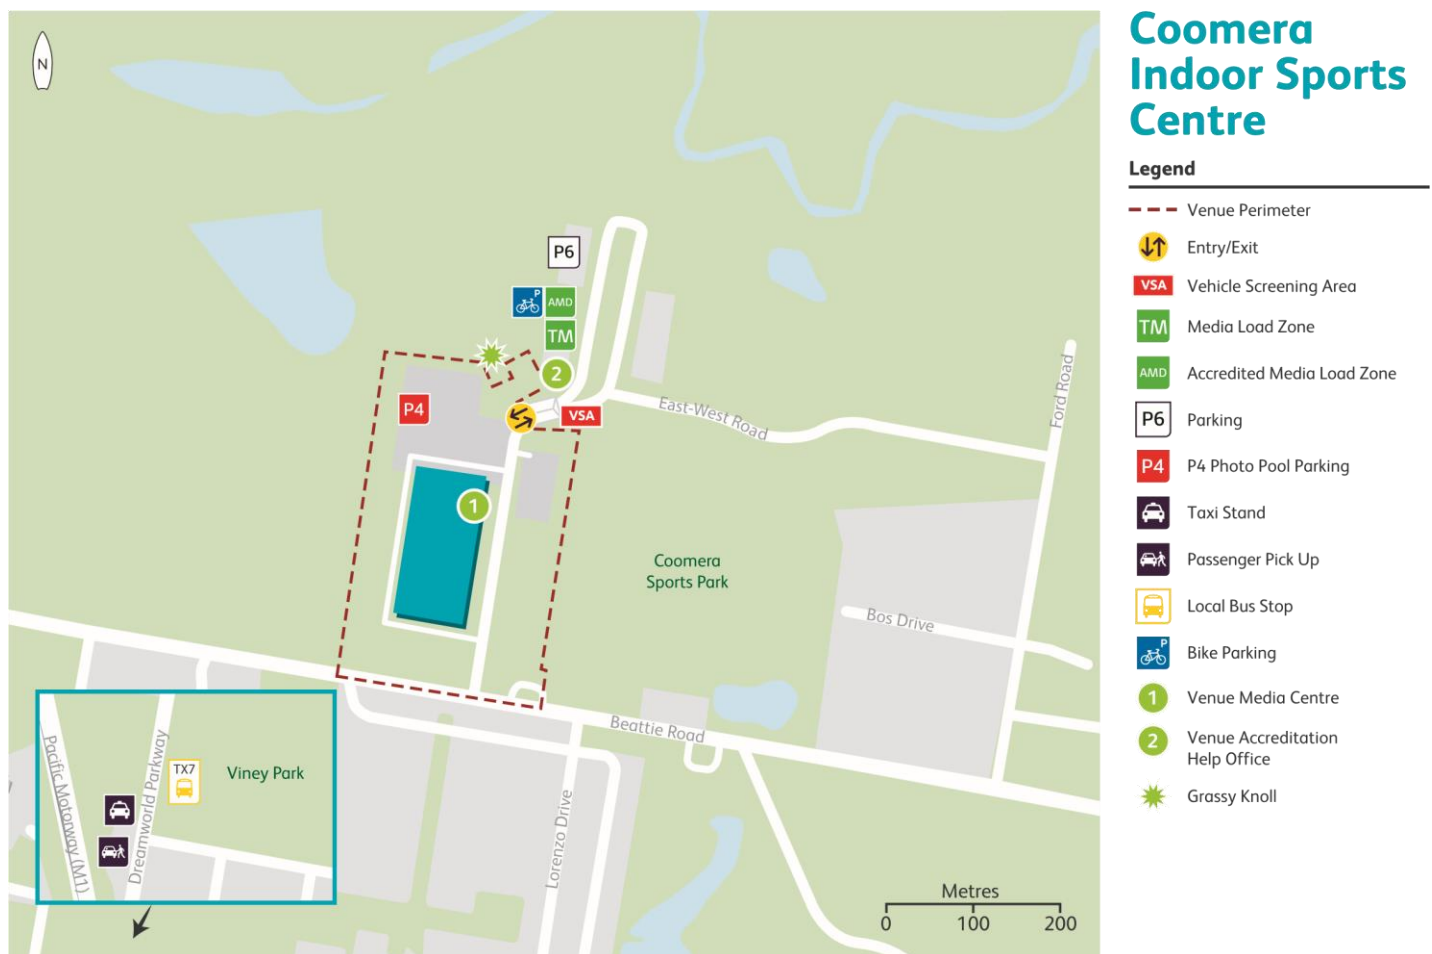 Coomera
Indoor Sports
Centre
Legend
Venue Perimeter
Entry/Exit
VSA Vehicle Screening Area
TM Media Load Zone
AMD Accredited Media Load Zone
P6 Parking
P4 P4 Photo Pool Parking
Taxi Stand
Passenger Pick Up
Local Bus Stop
P Bike Parking
1 Venue Media Centre
2 Venue Accreditation
Help Office
Grassy Knoll
N
P6
P
AMD
TM
2
P4
VSA
East-West Road
Ford Road
1
Coomera
Sports Park
Bos Drive
Beattie Road
Lorenzo Drive
Pacific Motorway (M1)
Dreamworld Parkway
TX7
Viney Park
Metres
0 100 200